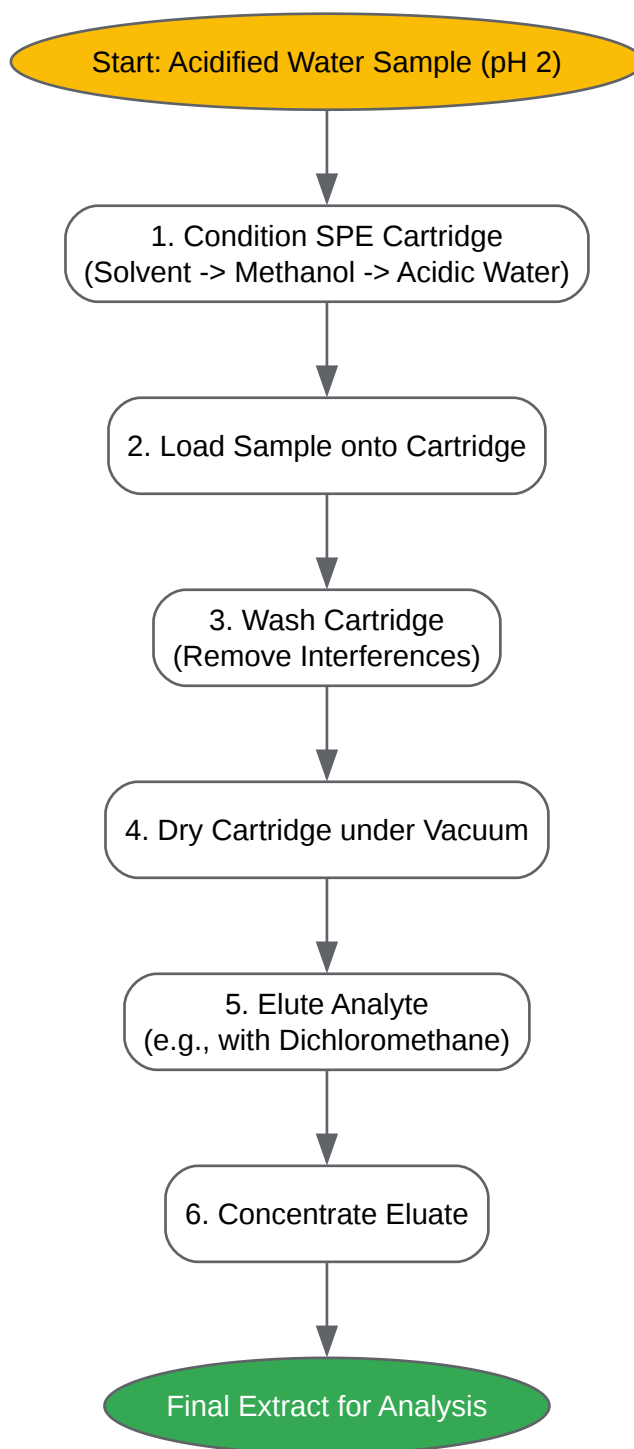 Start: Acidified Water Sample (pH 2)
1. Condition SPE Cartridge
(Solvent -> Methanol -> Acidic Water)
2. Load Sample onto Cartridge
3. Wash Cartridge
(Remove Interferences)
4. Dry Cartridge under Vacuum
5. Elute Analyte
(e.g., with Dichloromethane)
6. Concentrate Eluate
Final Extract for Analysis